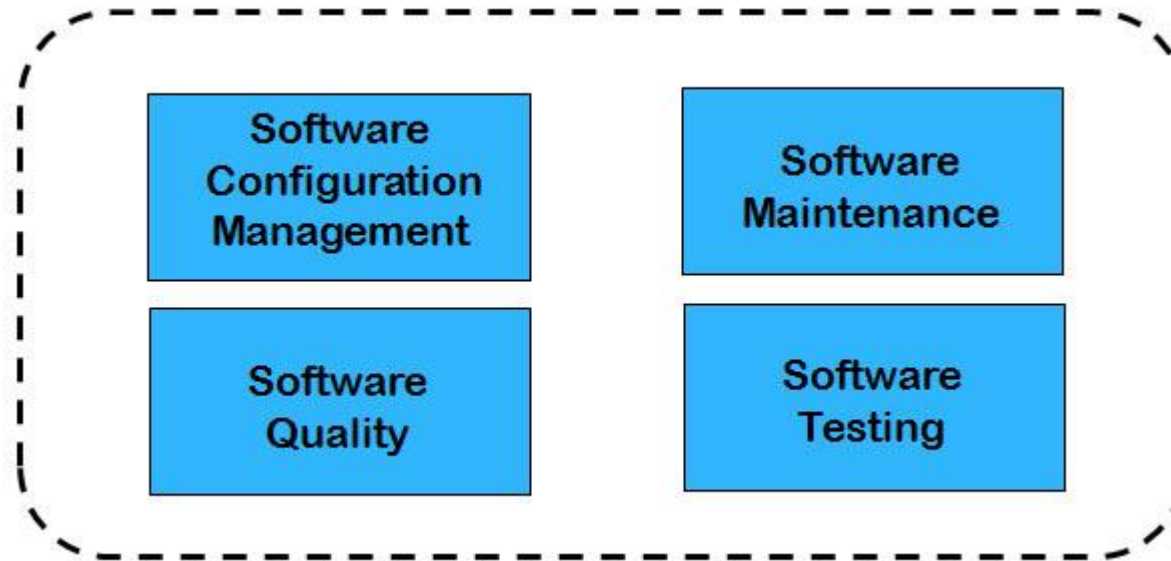 Software
Configuration
Management
Software
Maintenance
Software
Quality
Software
Testing